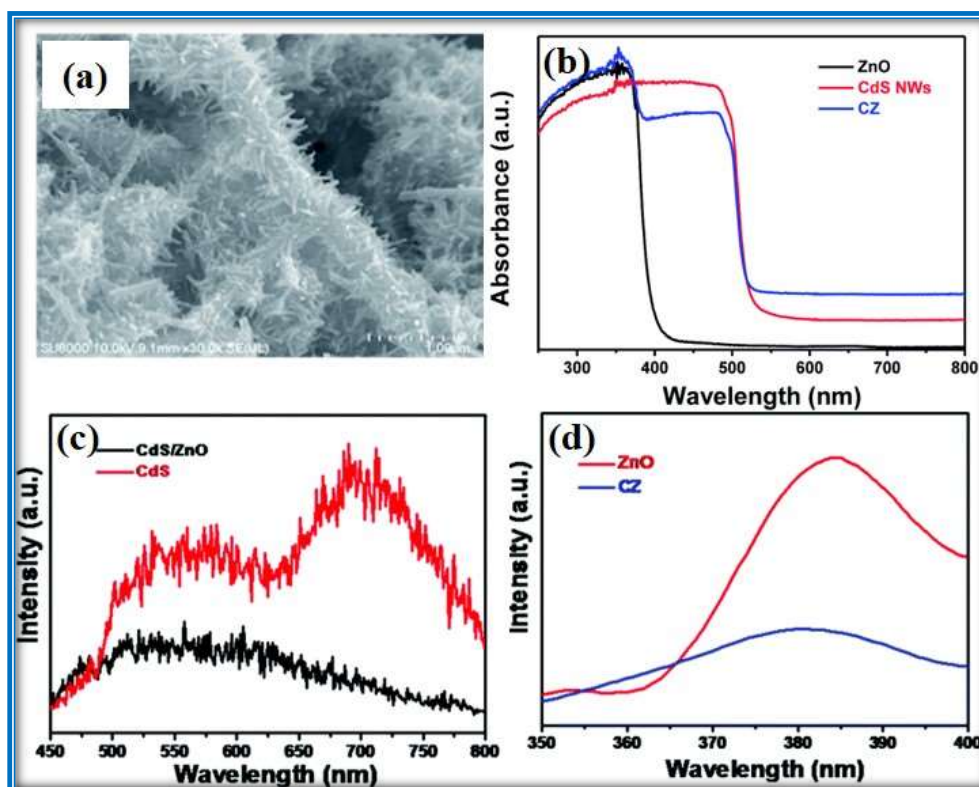 (a)
SU8000 10.0kV 9.1mm x30.0k SE(UL)
1.00um
(b)
ZnO
CdS NWs
CZ
Absorbance (a.u.)
300 400 500 600 700 800
Wavelength (nm)
(c)
CdS/ZnO
CdS
Intensity (a.u.)
450 500 550 600 650 700 750 800
Wavelength (nm)
(d)
ZnO
CZ
Intensity (a.u.)
350 360 370 380 390 400
Wavelength (nm)